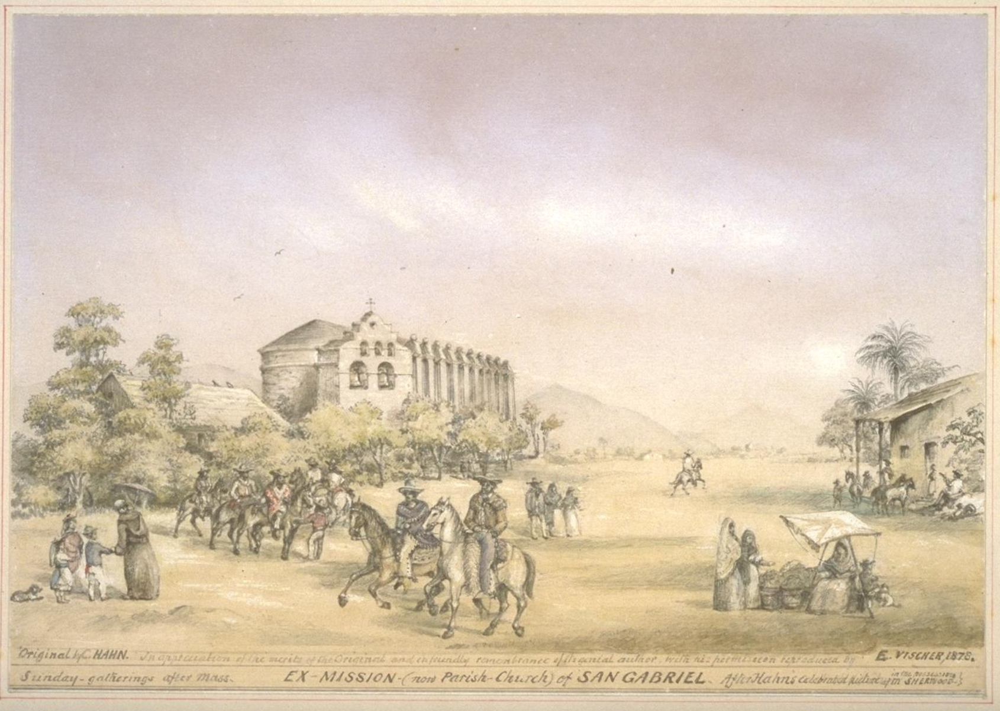 Original by C. HAHN. In appreciation of the merits of the Original and in friendly remembrance of its genial author, with his permission reproduced by E. VISCHER, 1878.
Sunday-gatherings after Mass. EX-MISSION-(now Parish-Church) of SAN GABRIEL. After Hahn's celebrated picture in the possession of SHERWOOD